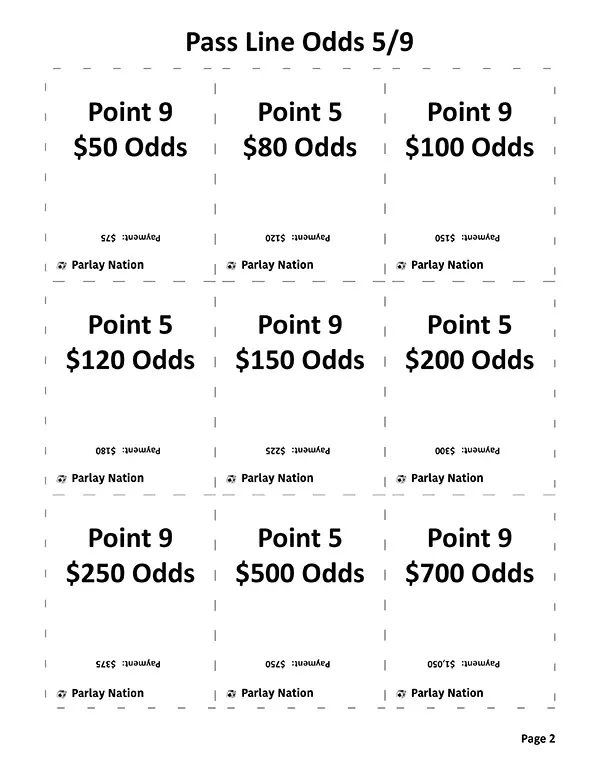 Pass Line Odds 5/9
Point 9
$50 Odds
Payment: $75
Parlay Nation
Point 5
$80 Odds
Payment: $120
Parlay Nation
Point 9
$100 Odds
Payment: $150
Parlay Nation
Point 5
$120 Odds
Payment: $180
Parlay Nation
Point 9
$150 Odds
Payment: $225
Parlay Nation
Point 5
$200 Odds
Payment: $300
Parlay Nation
Point 9
$250 Odds
Payment: $375
Parlay Nation
Point 5
$500 Odds
Payment: $750
Parlay Nation
Point 9
$700 Odds
Payment: $1,050
Parlay Nation
Page 2